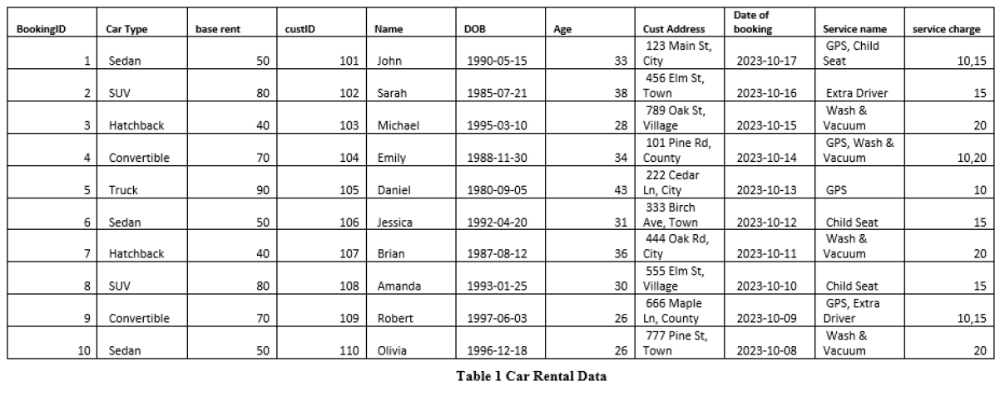 BookingID Car Type base rent custID Name DOB Age Cust Address Date of booking Service name service charge
1 Sedan 50 101 John 1990-05-15 33 123 Main St, City 2023-10-17 GPS, Child Seat 10,15
2 SUV 80 102 Sarah 1985-07-21 38 456 Elm St, Town 2023-10-16 Extra Driver 15
3 Hatchback 40 103 Michael 1995-03-10 28 789 Oak St, Village 2023-10-15 Wash & Vacuum 20
4 Convertible 70 104 Emily 1988-11-30 34 101 Pine Rd, County 2023-10-14 GPS, Wash & Vacuum 10,20
5 Truck 90 105 Daniel 1980-09-05 43 222 Cedar Ln, City 2023-10-13 GPS 10
6 Sedan 50 106 Jessica 1992-04-20 31 333 Birch Ave, Town 2023-10-12 Child Seat 15
7 Hatchback 40 107 Brian 1987-08-12 36 444 Oak Rd, City 2023-10-11 Wash & Vacuum 20
8 SUV 80 108 Amanda 1993-01-25 30 555 Elm St, Village 2023-10-10 Child Seat 15
9 Convertible 70 109 Robert 1997-06-03 26 666 Maple Ln, County 2023-10-09 GPS, Extra Driver 10,15
10 Sedan 50 110 Olivia 1996-12-18 26 777 Pine St, Town 2023-10-08 Wash & Vacuum 20
Table 1 Car Rental Data